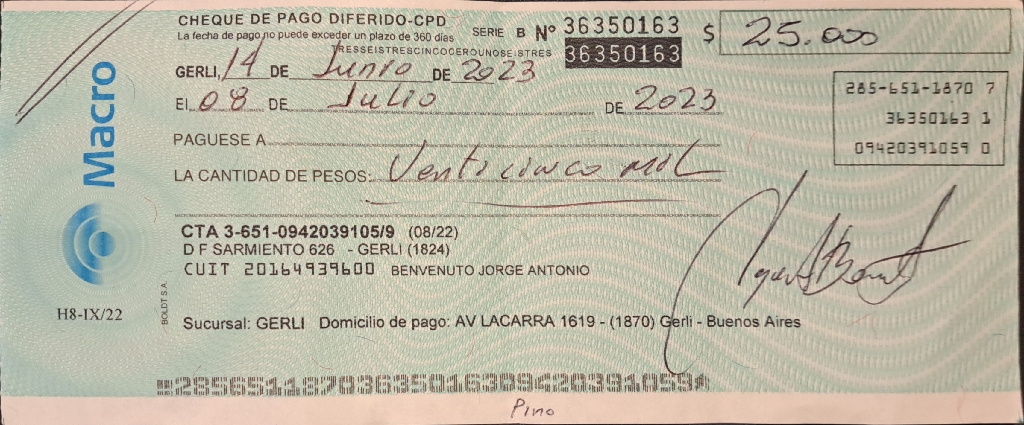 CHEQUE DE PAGO DIFERIDO-CPD SERIE B Nº 36350163 $ 25.000
La fecha de pago no puede exceder un plazo de 360 días 36350163
TRESSEISTRESCINCOCEROUNOSEISTRES
GERLI, 14 DE Junio DE 2023
El 08 DE Julio DE 2023
285-651-1870 7
36350163 1
09420391059 0
PAGUESE A
LA CANTIDAD DE PESOS: Venticinco mil
Macro
CTA 3-651-0942039105/9 (08/22)
D F SARMIENTO 626 - GERLI (1824)
CUIT 20164939600 BENVENUTO JORGE ANTONIO
H8-IX/22
BOLDT S.A.
Sucursal: GERLI Domicilio de pago: AV LACARRA 1619 - (1870) Gerli - Buenos Aires
28565118703635016309420391059
Pino